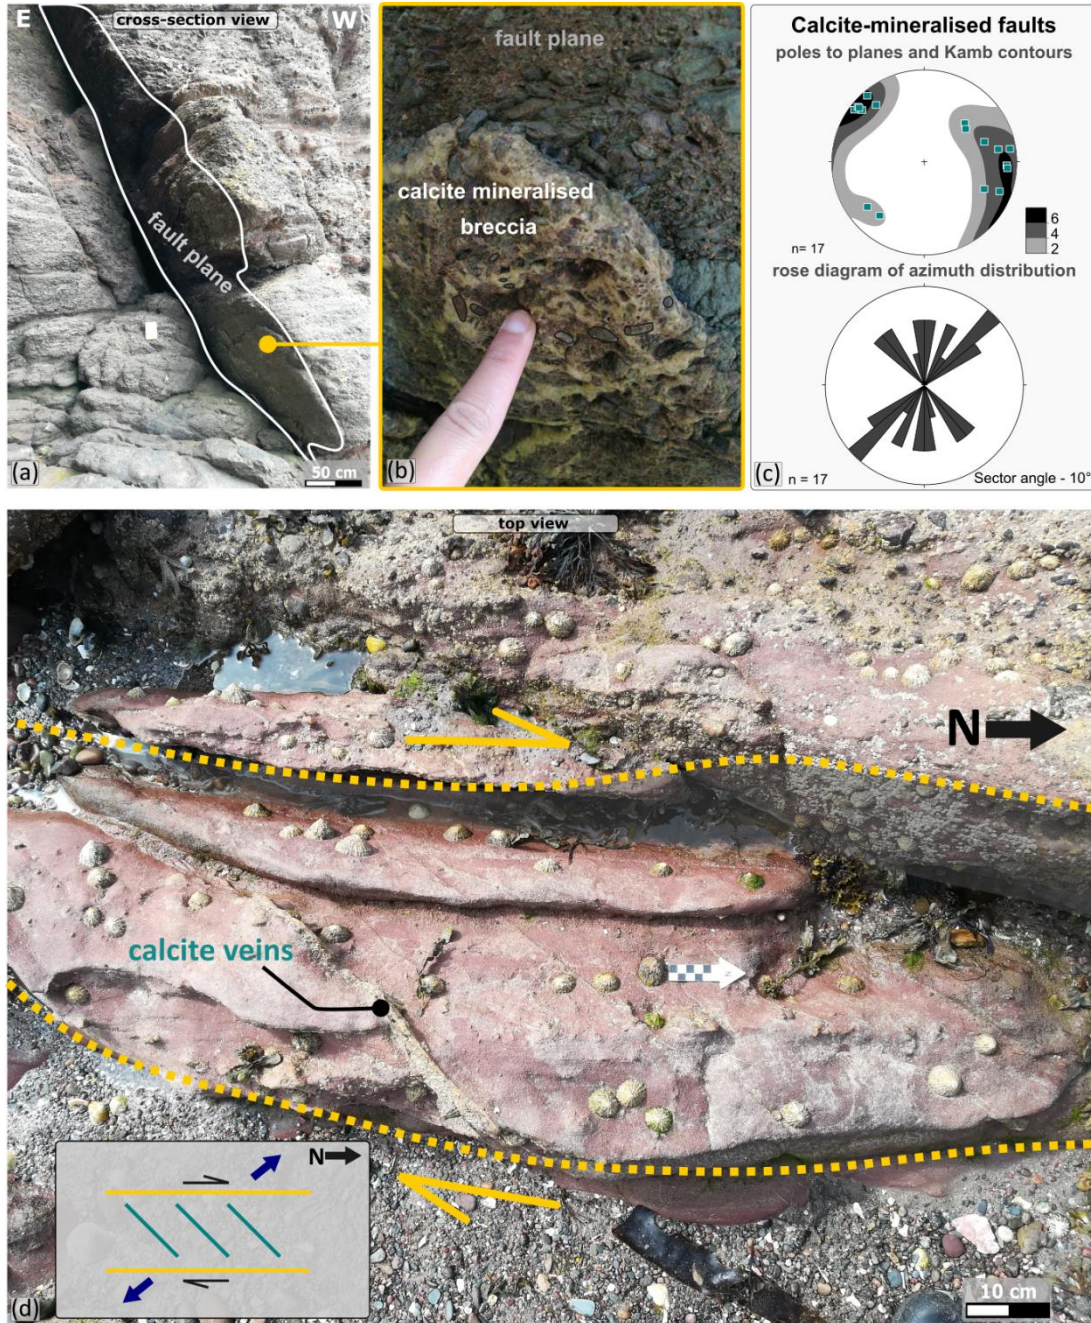 E
cross-section view
W
fault plane
(a)
50 cm
fault plane
calcite mineralised
breccia
(b)
Calcite-mineralised faults
poles to planes and Kamb contours
6
4
2
n= 17
rose diagram of azimuth distribution
(c)
n = 17
Sector angle - 10°
top view
N
calcite veins
N
(d)
10 cm